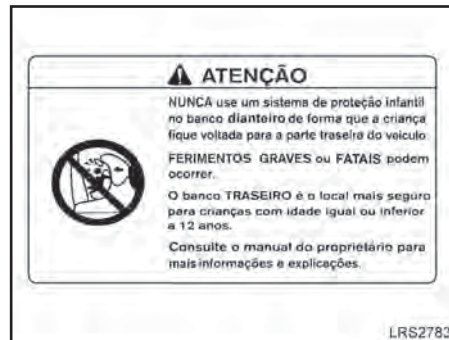 ATENÇÃO
NUNCA use um sistema de proteção infantil
no banco dianteiro de forma que a criança
fique voltada para a parte traseira do veículo
FERIMENTOS GRAVES ou FATAIS podem
ocorrer.
O banco TRASEIRO é o local mais seguro
para crianças com idade igual ou inferior
a 12 anos.
Consulte o manual do proprietário para
mais informações e explicações.
LRS2783